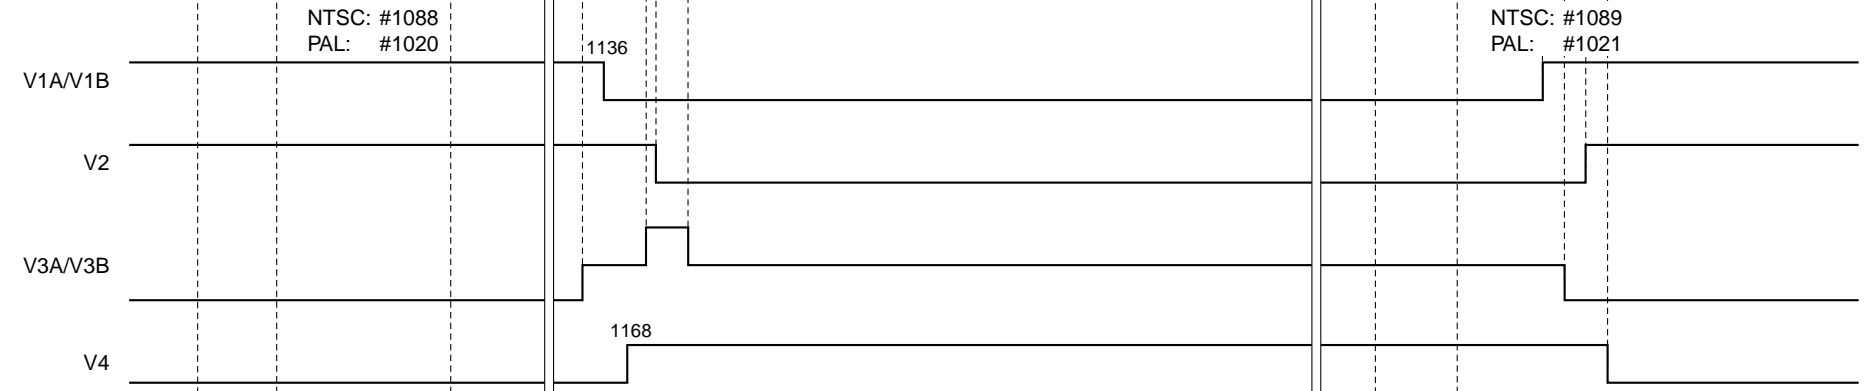 NTSC: #1088
PAL: #1020
NTSC: #1089
PAL: #1021
1136
V1A/V1B
V2
V3A/V3B
1168
V4